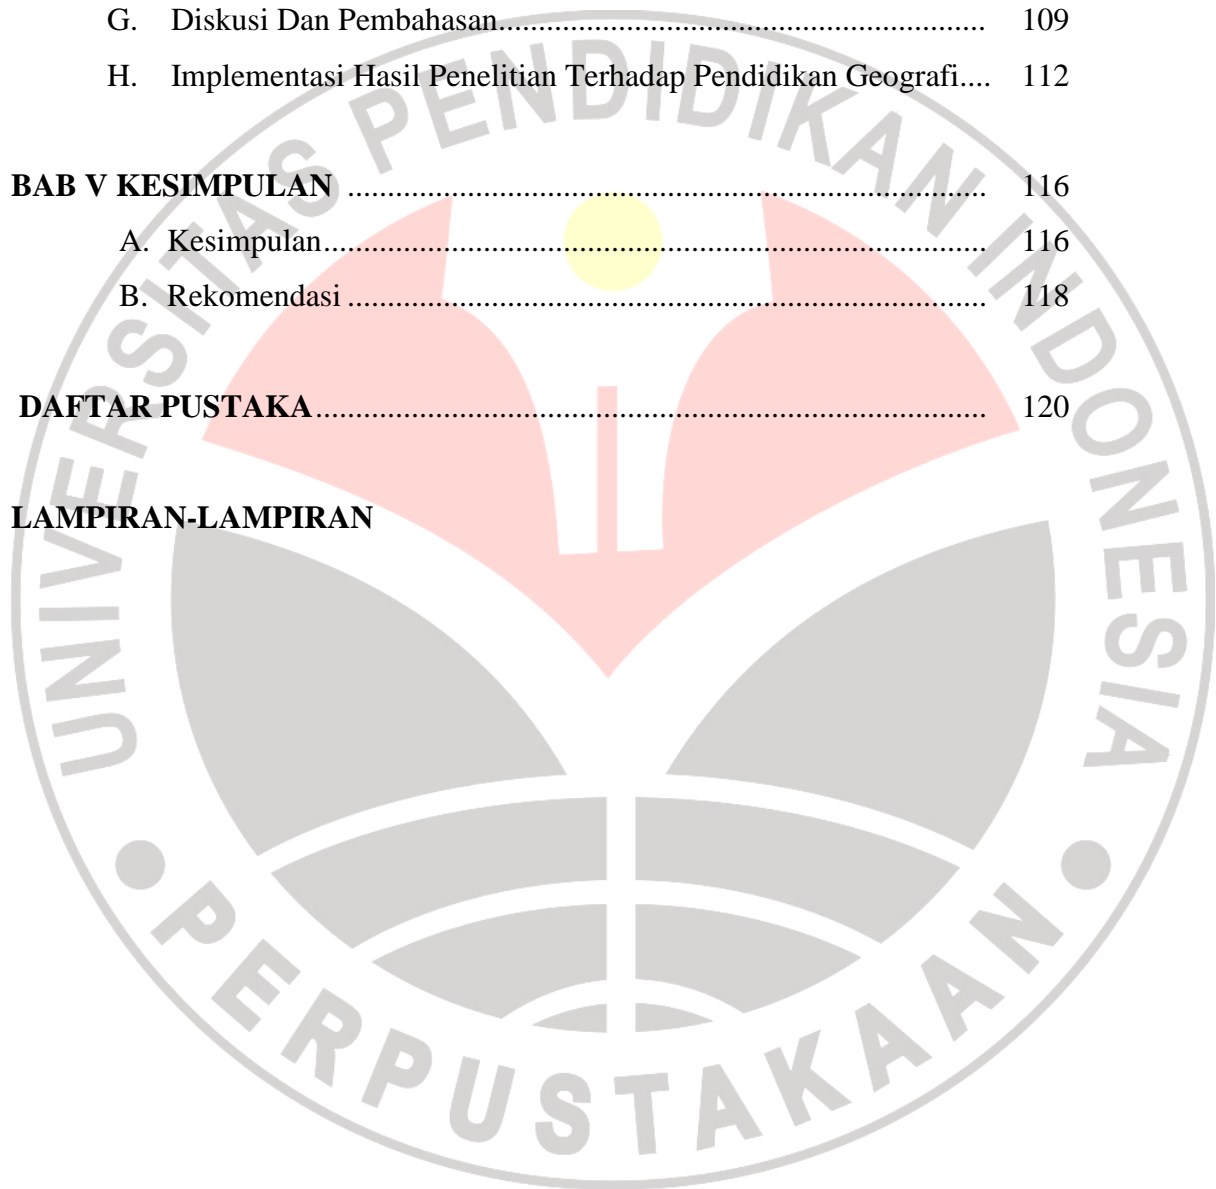 G. Diskusi Dan Pembahasan............................................................. 109
H. Implementasi Hasil Penelitian Terhadap Pendidikan Geografi.... 112
BAB V KESIMPULAN ................................................................................ 116
A. Kesimpulan................................................................................... 116
B. Rekomendasi ................................................................................ 118
DAFTAR PUSTAKA.................................................................................... 120
LAMPIRAN-LAMPIRAN
UNIVERSITAS PENDIDIKAN INDONESIA
PERPUSTAKAAN